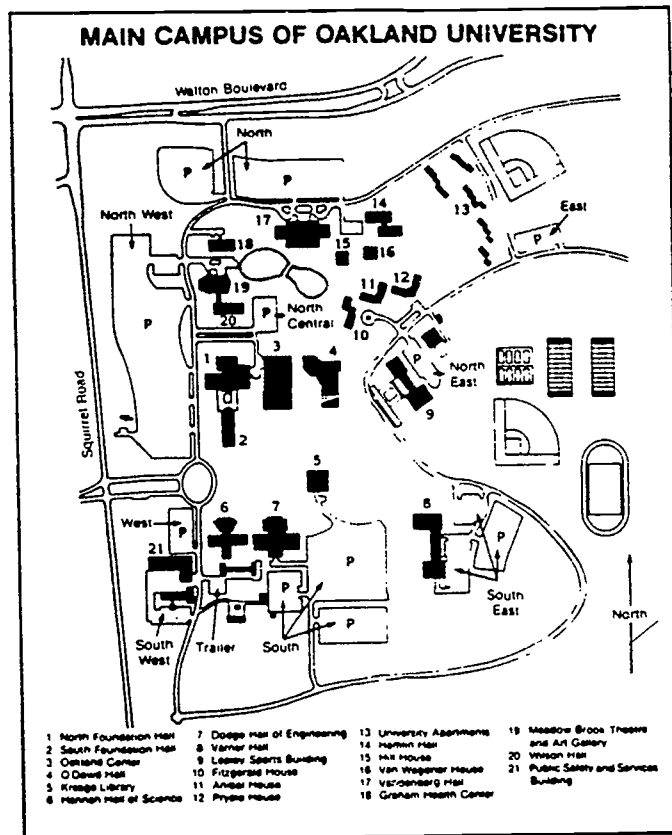 MAIN CAMPUS OF OAKLAND UNIVERSITY
Walton Boulevard
North
P
P
14
13
East
P
17
North West
18
15
16
19
11
12
20
P
North
Central
10
P
1
3
4
P
North
East
9
Squirrel Road
2
5
West
P
6
7
8
P
21
P
P
P
South
East
South
West
Trailer
South
North
1 North Foundation Hall
2 South Foundation Hall
3 Oakland Center
4 O'Dowd Hall
5 Kresge Library
6 Hannah Hall of Science
7 Dodge Hall of Engineering
8 Varner Hall
9 Lepley Sports Building
10 Fitzgerald House
11 Anibal House
12 Pryale House
13 University Apartments
14 Hamlin Hall
15 Hill House
16 Van Wagoner House
17 Vandenberg Hall
18 Graham Health Center
19 Meadow Brook Theatre
and Art Gallery
20 Wilson Hall
21 Public Safety and Services
Building